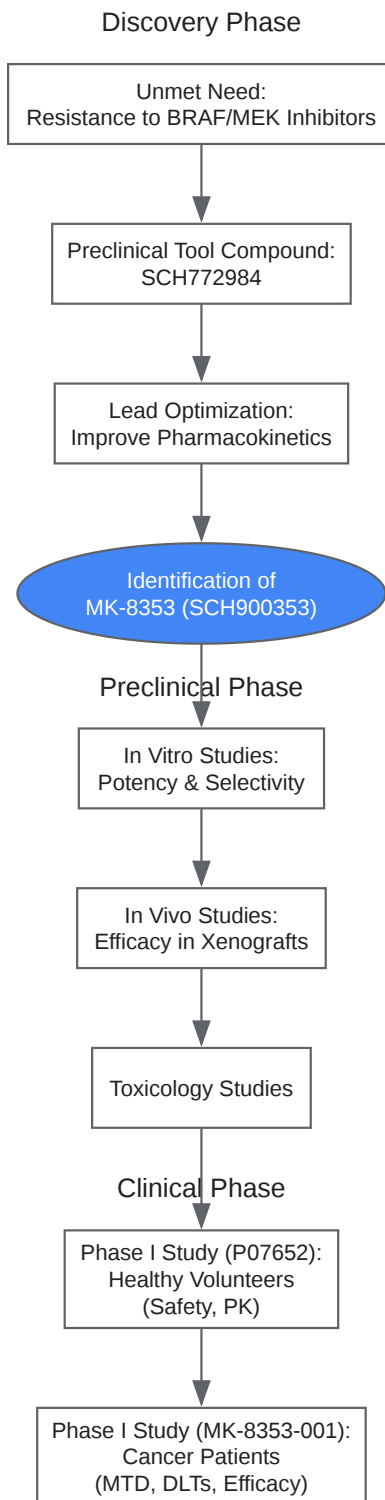 Discovery Phase
Unmet Need:
Resistance to BRAF/MEK Inhibitors
Preclinical Tool Compound:
SCH772984
Lead Optimization:
Improve Pharmacokinetics
Identification of
MK-8353 (SCH900353)
Preclinical Phase
In Vitro Studies:
Potency & Selectivity
In Vivo Studies:
Efficacy in Xenografts
Toxicology Studies
Clinical Phase
Phase I Study (P07652):
Healthy Volunteers
(Safety, PK)
Phase I Study (MK-8353-001):
Cancer Patients
(MTD, DLTs, Efficacy)